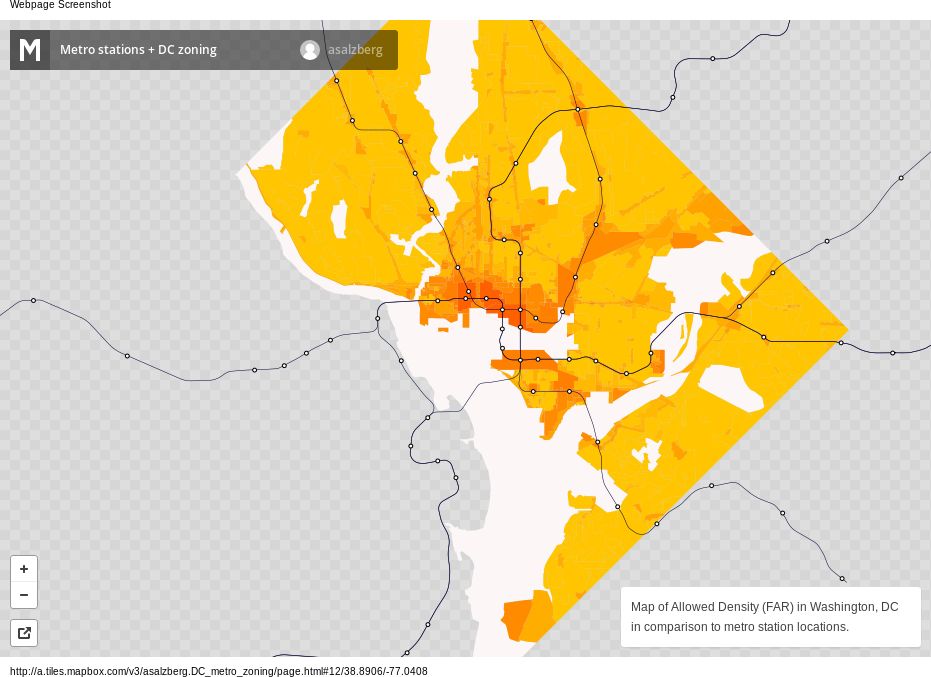 Webpage Screenshot
M Metro stations + DC zoning asalzberg
+
−
Map of Allowed Density (FAR) in Washington, DC
in comparison to metro station locations.
http://a.tiles.mapbox.com/v3/asalzberg.DC_metro_zoning/page.html#12/38.8906/-77.0408